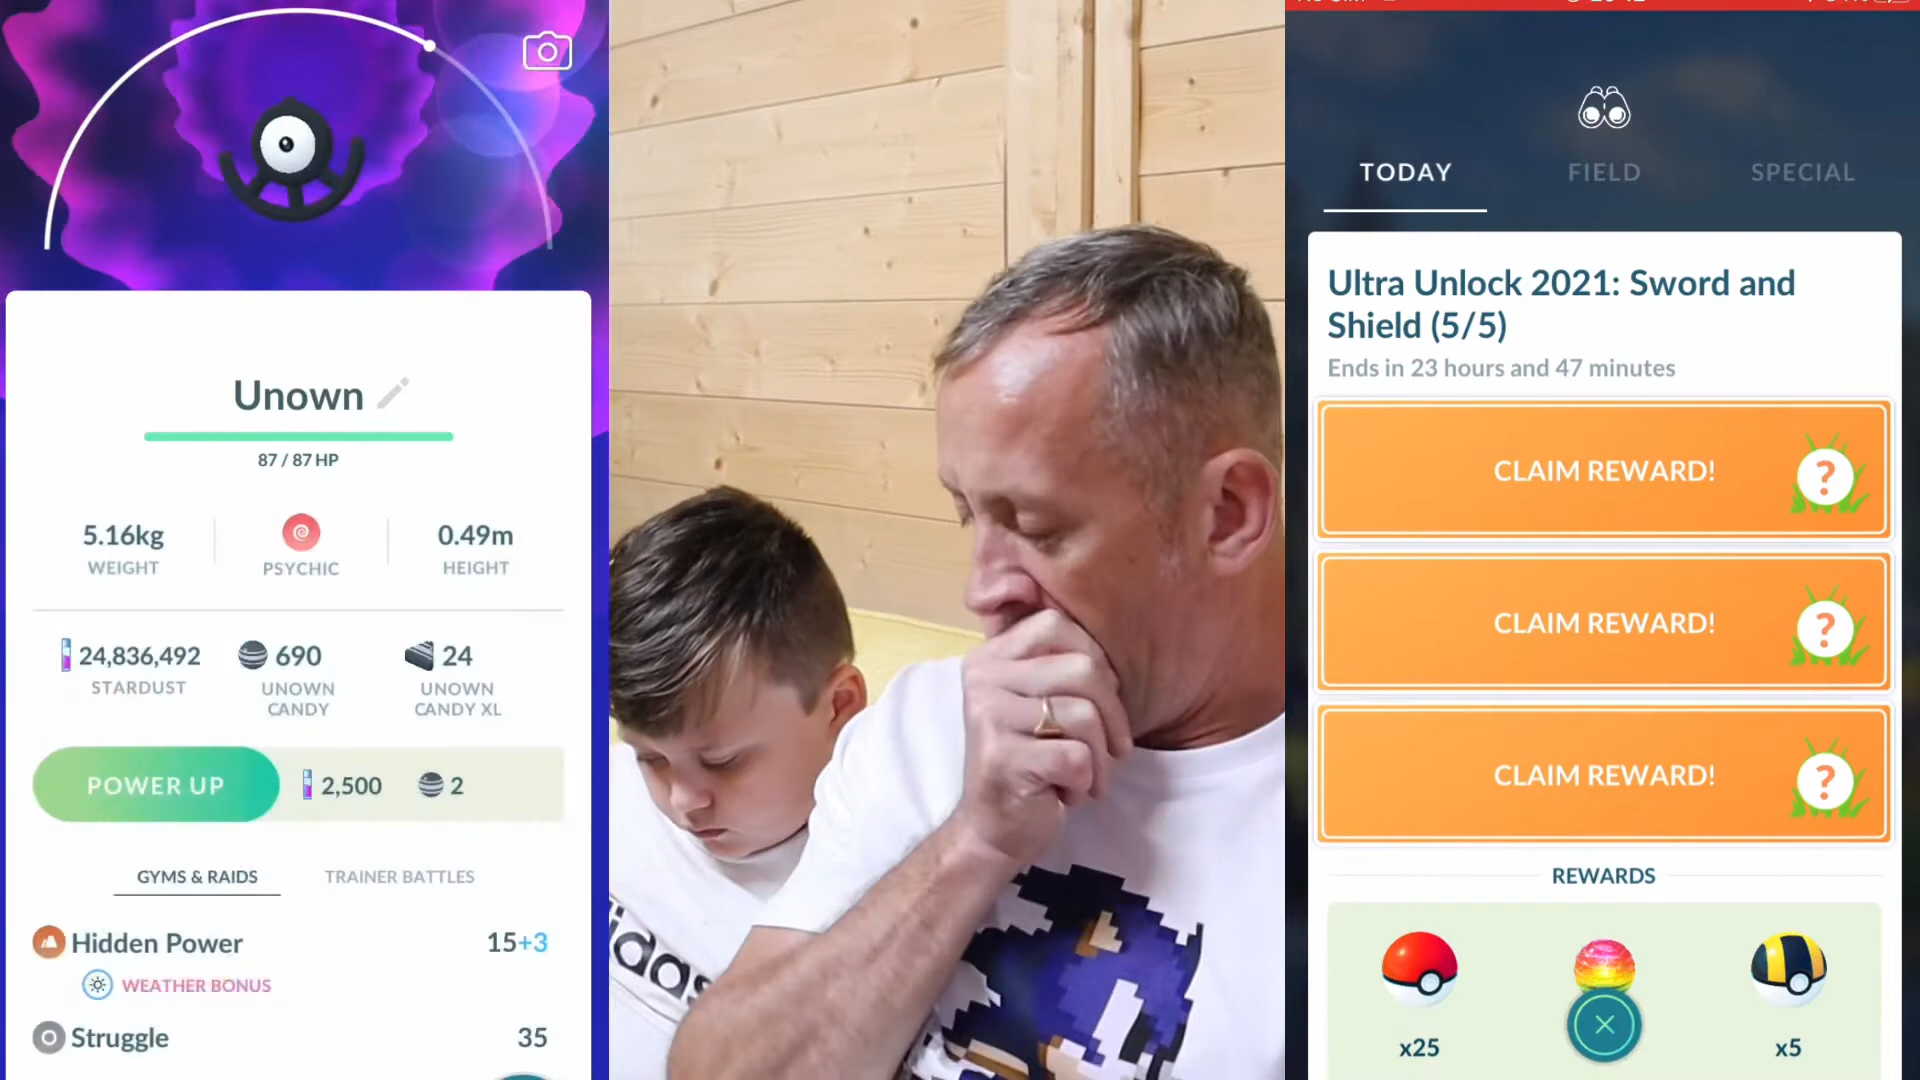 Unown
87 / 87 HP
5.16kg
WEIGHT
PSYCHIC
0.49m
HEIGHT
24,836,492
STARDUST
690
UNOWN
CANDY
24
UNOWN
CANDY XL
POWER UP
2,500
2
GYMS & RAIDS
TRAINER BATTLES
Hidden Power
15+3
WEATHER BONUS
Struggle
35
adidas
TODAY
FIELD
SPECIAL
Ultra Unlock 2021: Sword and
Shield (5/5)
Ends in 23 hours and 47 minutes
CLAIM REWARD!
?
CLAIM REWARD!
?
CLAIM REWARD!
?
REWARDS
x25
x5